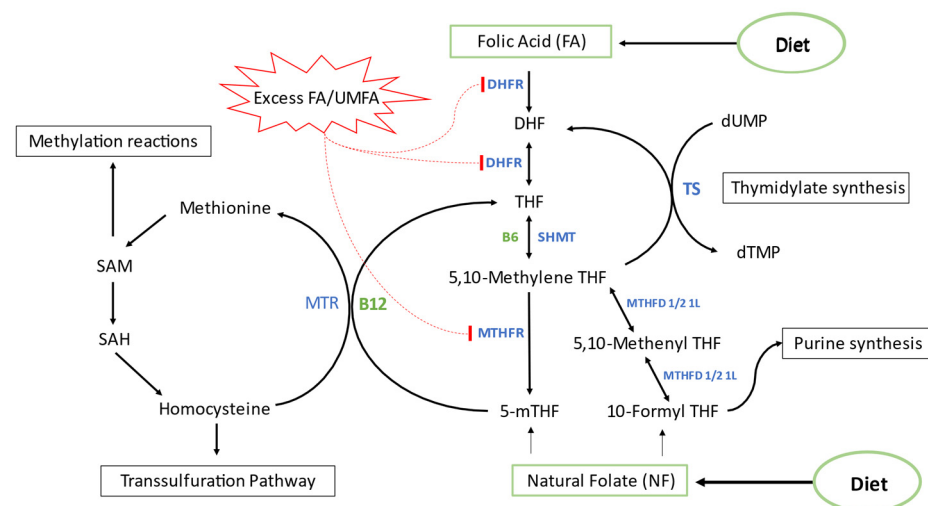 Folic Acid (FA)
Diet
Excess FA/UMFA
DHFR
DHF
dUMP
Methylation reactions
DHFR
TS
Thymidylate synthesis
Methionine
THF
B6
SHMT
dTMP
SAM
5,10-Methylene THF
MTR
B12
MTHFD 1/2 1L
SAH
MTHFR
5,10-Methenyl THF
Purine synthesis
MTHFD 1/2 1L
Homocysteine
5-mTHF
10-Formyl THF
Transsulfuration Pathway
Natural Folate (NF)
Diet